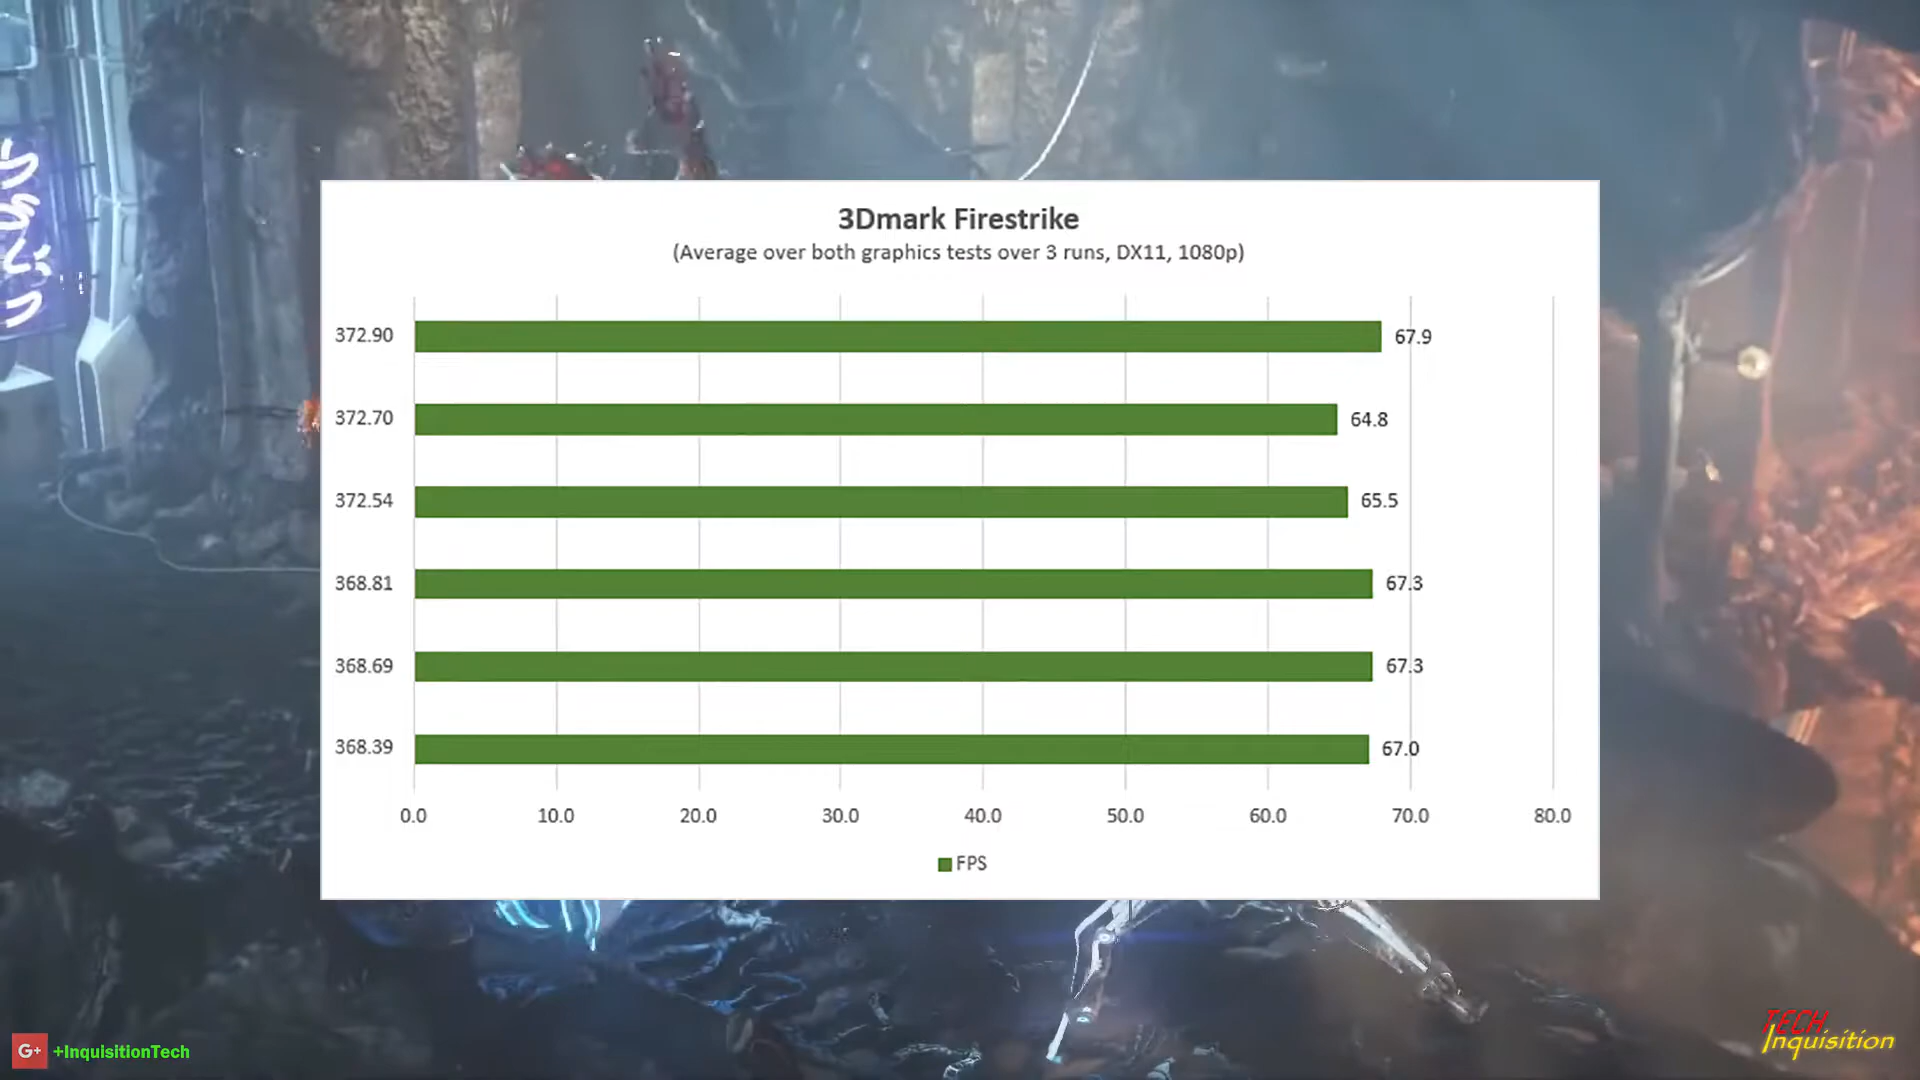 3Dmark Firestrike
(Average over both graphics tests over 3 runs, DX11, 1080p)
372.90 67.9
372.70 64.8
372.54 65.5
368.81 67.3
368.69 67.3
368.39 67.0
0.0 10.0 20.0 30.0 40.0 50.0 60.0 70.0 80.0
FPS
G+ +InquisitionTech
TECH
Inquisition